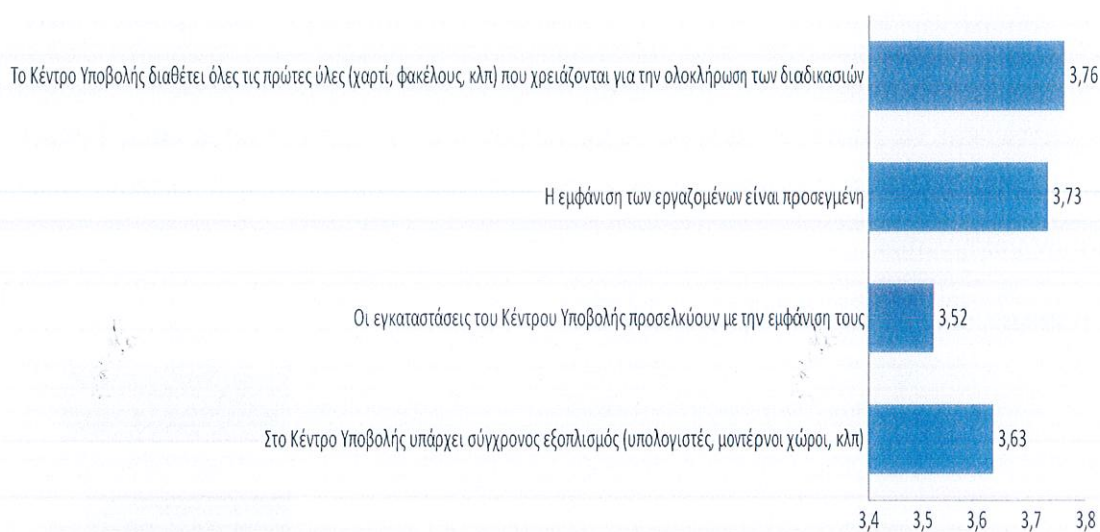 Το Κέντρο Υποβολής διαθέτει όλες τις πρώτες ύλες (χαρτί, φακέλους, κλπ) που χρειάζονται για την ολοκλήρωση των διαδικασιών
3,76
Η εμφάνιση των εργαζομένων είναι προσεγμένη
3,73
Οι εγκαταστάσεις του Κέντρου Υποβολής προσελκύουν με την εμφάνιση τους
3,52
Στο Κέντρο Υποβολής υπάρχει σύγχρονος εξοπλισμός (υπολογιστές, μοντέρνοι χώροι, κλπ)
3,63
3,4 3,5 3,6 3,7 3,8